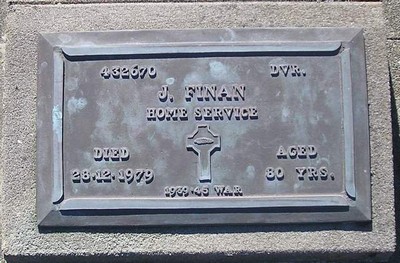 432670 DVR.
J. FINAN
HOME SERVICE
DIED AGED
28.12.1979 80 YRS.
1939-45 WAR